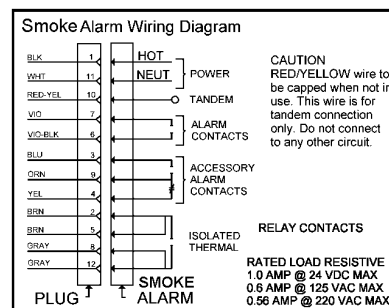 Smoke Alarm Wiring Diagram
BLK 1 HOT
WHT 11 NEUT
POWER
RED-YEL 10 TANDEM
VIO 7
VIO-BLK 6
ALARM
CONTACTS
BLU 3
ORN 9
YEL 4
ACCESSORY
ALARM
CONTACTS
BRN 2
BRN 5
GRAY 8
GRAY 12
ISOLATED
THERMAL
PLUG
SMOKE
ALARM
CAUTION
RED/YELLOW wire to
be capped when not in
use. This wire is for
tandem connection
only. Do not connect
to any other circuit.
RELAY CONTACTS
RATED LOAD RESISTIVE
1.0 AMP @ 24 VDC MAX
0.6 AMP @ 125 VAC MAX
0.56 AMP @ 220 VAC MAX